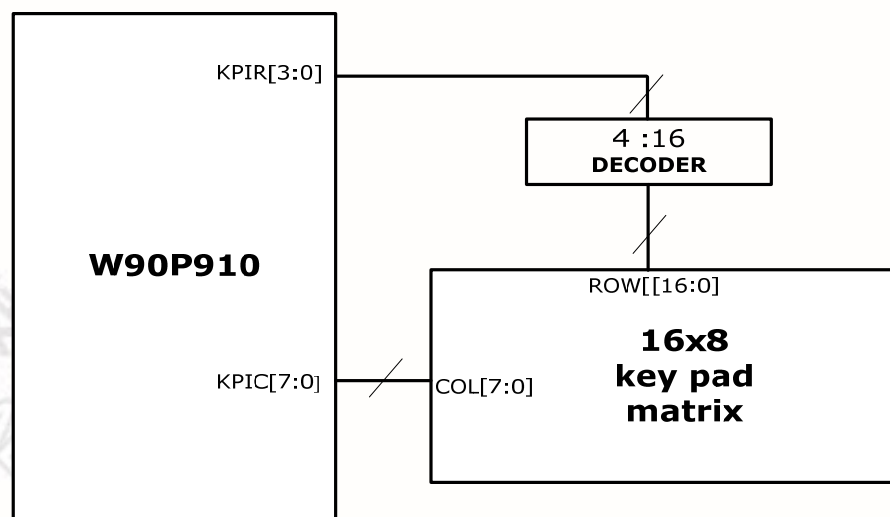 KPIR[3:0]
4 :16
DECODER
W90P910
ROW[[16:0]
16x8
key pad
matrix
KPIC[7:0]
COL[7:0]